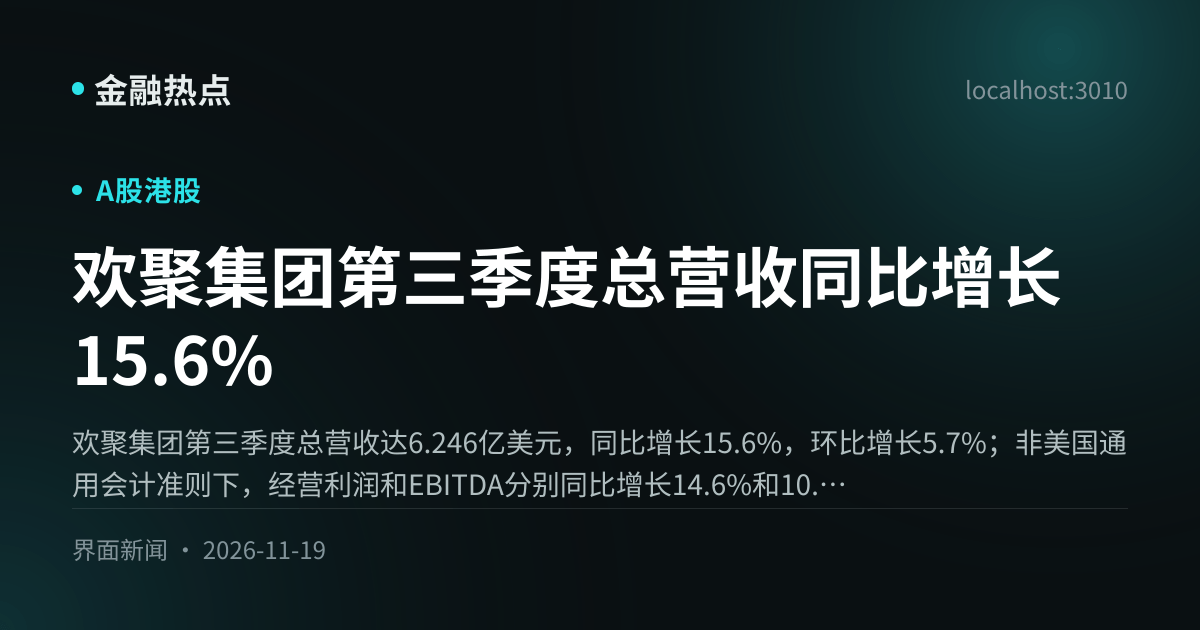 金融热点
localhost:3010
A股港股
欢聚集团第三季度总营收同比增长
15.6%
欢聚集团第三季度总营收达6.246亿美元，同比增长15.6%，环比增长5.7%；非美国通
用会计准则下，经营利润和EBITDA分别同比增长14.6%和10.…
界面新闻 • 2026-11-19